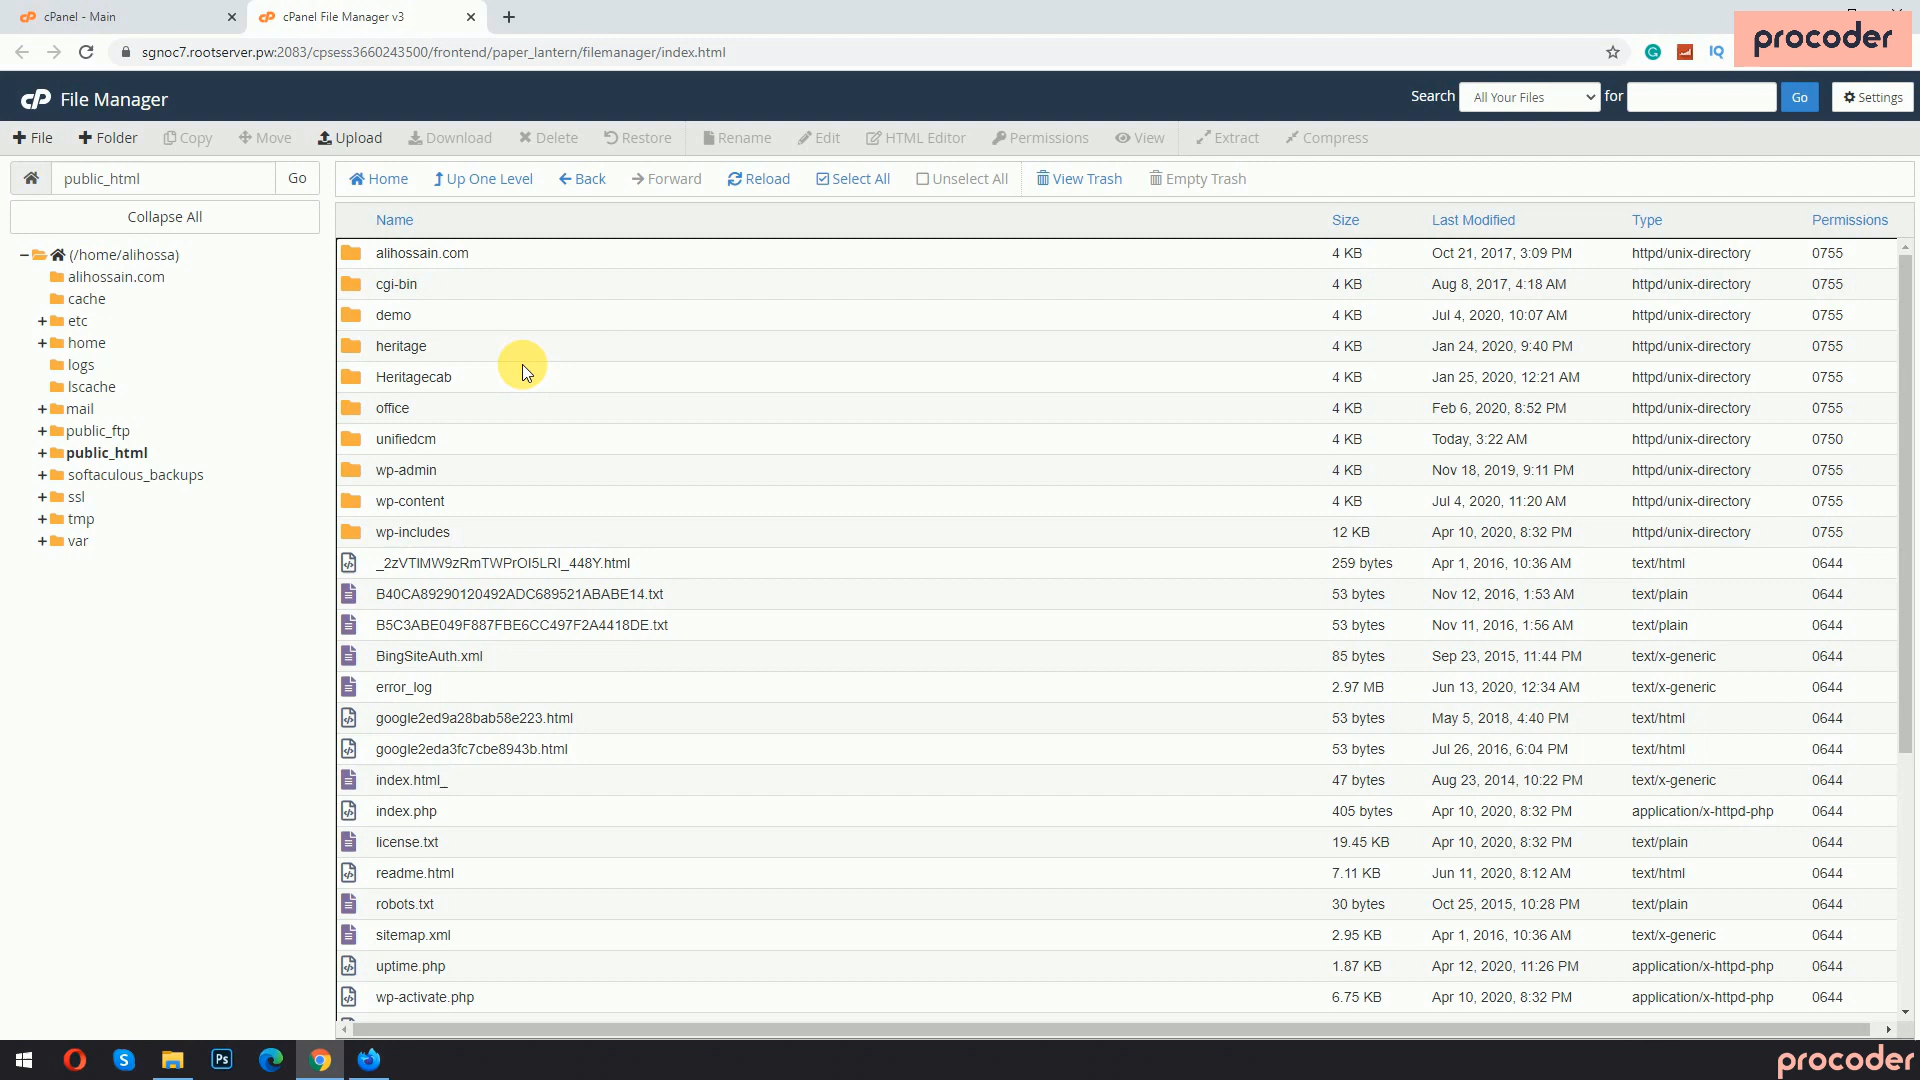 cPanel - Main
cPanel File Manager v3
sgnoc7.rootserver.pw:2083/cpsess3660243500/frontend/paper_lantern/filemanager/index.html
IQ
procoder
cP File Manager
Search All Your Files for Go Settings
File Folder Copy Move Upload Download Delete Restore Rename Edit HTML Editor Permissions View Extract Compress
public_html Go
Home Up One Level Back Forward Reload Select All Unselect All View Trash Empty Trash
Collapse All
(/home/alihossa)
alihossain.com
cache
etc
home
logs
lscache
mail
public_ftp
public_html
softaculous_backups
ssl
tmp
var
Name Size Last Modified Type Permissions
alihossain.com 4 KB Oct 21, 2017, 3:09 PM httpd/unix-directory 0755
cgi-bin 4 KB Aug 8, 2017, 4:18 AM httpd/unix-directory 0755
demo 4 KB Jul 4, 2020, 10:07 AM httpd/unix-directory 0755
heritage 4 KB Jan 24, 2020, 9:40 PM httpd/unix-directory 0755
Heritagecab 4 KB Jan 25, 2020, 12:21 AM httpd/unix-directory 0755
office 4 KB Feb 6, 2020, 8:52 PM httpd/unix-directory 0755
unifiedcm 4 KB Today, 3:22 AM httpd/unix-directory 0750
wp-admin 4 KB Nov 18, 2019, 9:11 PM httpd/unix-directory 0755
wp-content 4 KB Jul 4, 2020, 11:20 AM httpd/unix-directory 0755
wp-includes 12 KB Apr 10, 2020, 8:32 PM httpd/unix-directory 0755
_2zVTlMW9zRmTWPrOI5LRI_448Y.html 259 bytes Apr 1, 2016, 10:36 AM text/html 0644
B40CA89290120492ADC689521ABABE14.txt 53 bytes Nov 12, 2016, 1:53 AM text/plain 0644
B5C3ABE049F887FBE6CC497F2A4418DE.txt 53 bytes Nov 11, 2016, 1:56 AM text/plain 0644
BingSiteAuth.xml 85 bytes Sep 23, 2015, 11:44 PM text/x-generic 0644
error_log 2.97 MB Jun 13, 2020, 12:34 AM text/x-generic 0644
google2ed9a28bab58e223.html 53 bytes May 5, 2018, 4:40 PM text/html 0644
google2eda3fc7cbe8943b.html 53 bytes Jul 26, 2016, 6:04 PM text/html 0644
index.html_ 47 bytes Aug 23, 2014, 10:22 PM text/x-generic 0644
index.php 405 bytes Apr 10, 2020, 8:32 PM application/x-httpd-php 0644
license.txt 19.45 KB Apr 10, 2020, 8:32 PM text/plain 0644
readme.html 7.11 KB Jun 11, 2020, 8:12 AM text/html 0644
robots.txt 30 bytes Oct 25, 2015, 10:28 PM text/plain 0644
sitemap.xml 2.95 KB Apr 1, 2016, 10:36 AM text/x-generic 0644
uptime.php 1.87 KB Apr 12, 2020, 11:26 PM application/x-httpd-php 0644
wp-activate.php 6.75 KB Apr 10, 2020, 8:32 PM application/x-httpd-php 0644
Ps
procoder